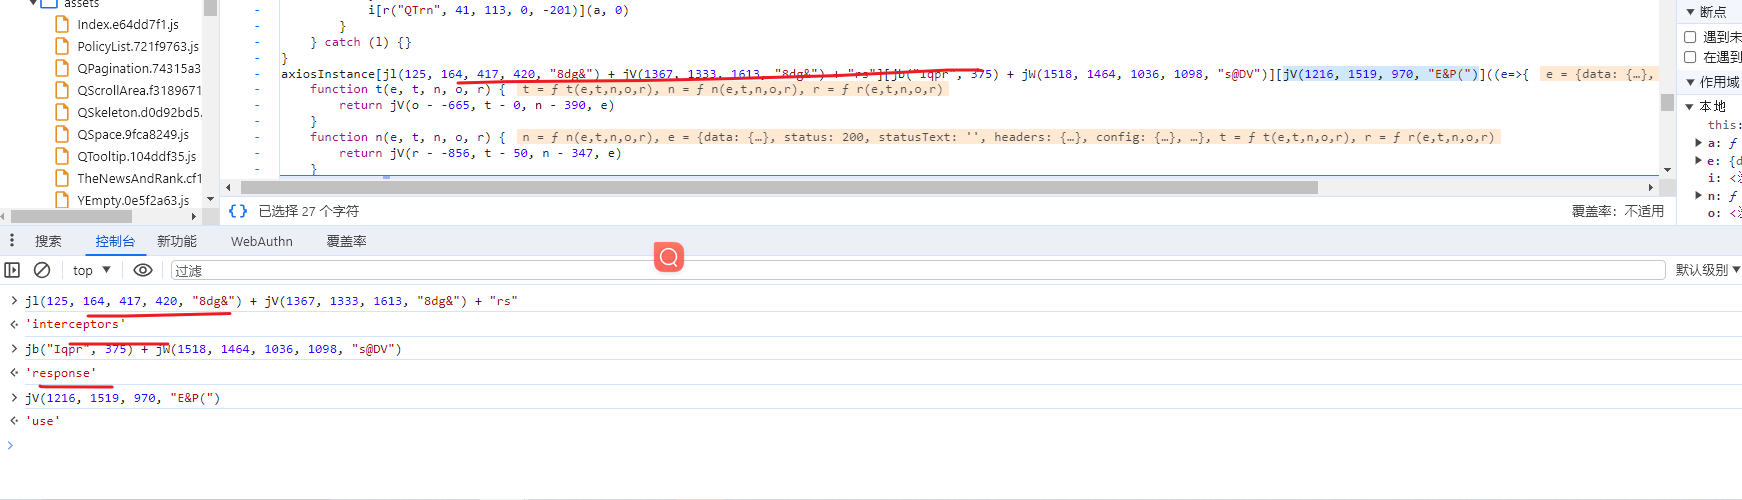 assets
Index.e64dd7f1.js
PolicyList.721f9763.js
QPagination.74315a3
QScrollArea.f3189671
QSkeleton.d0d92bd5.
QSpace.9fca8249.js
QTooltip.104ddf35.js
TheNewsAndRank.cf1
YEmpty.0e5f2a63.js
i[r("QTrn", 41, 113, 0, -201)](a, 0)
}
} catch (l) {}
}
axiosInstance[jl(125, 164, 417, 420, "8dg&") + jV(1367, 1333, 1613, "8dg&") + "rs"][jb("Iqpr", 375) + jW(1518, 1464, 1036, 1098, "s@DV")][jV(1216, 1519, 970, "E&P(")]((e=>{ e = {data: {…},
function t(e, t, n, o, r) { t = ƒ t(e,t,n,o,r), n = ƒ n(e,t,n,o,r), r = ƒ r(e,t,n,o,r)
return jV(o - -665, t - 0, n - 390, e)
}
function n(e, t, n, o, r) { n = ƒ n(e,t,n,o,r), e = {data: {…}, status: 200, statusText: '', headers: {…}, config: {…}, …}, t = ƒ t(e,t,n,o,r), r = ƒ r(e,t,n,o,r)
return jV(r - -856, t - 50, n - 347, e)
}
{} 已选择 27 个字符
覆盖率: 不适用
断点
遇到未
在遇到
作用域
本地
this:
a: ƒ
e: {d
i: <
n: ƒ
o: <
搜索 控制台 新功能 WebAuthn 覆盖率
top 过滤 默认级别
jl(125, 164, 417, 420, "8dg&") + jV(1367, 1333, 1613, "8dg&") + "rs"
'interceptors'
jb("Iqpr", 375) + jW(1518, 1464, 1036, 1098, "s@DV")
'response'
jV(1216, 1519, 970, "E&P(")
'use'